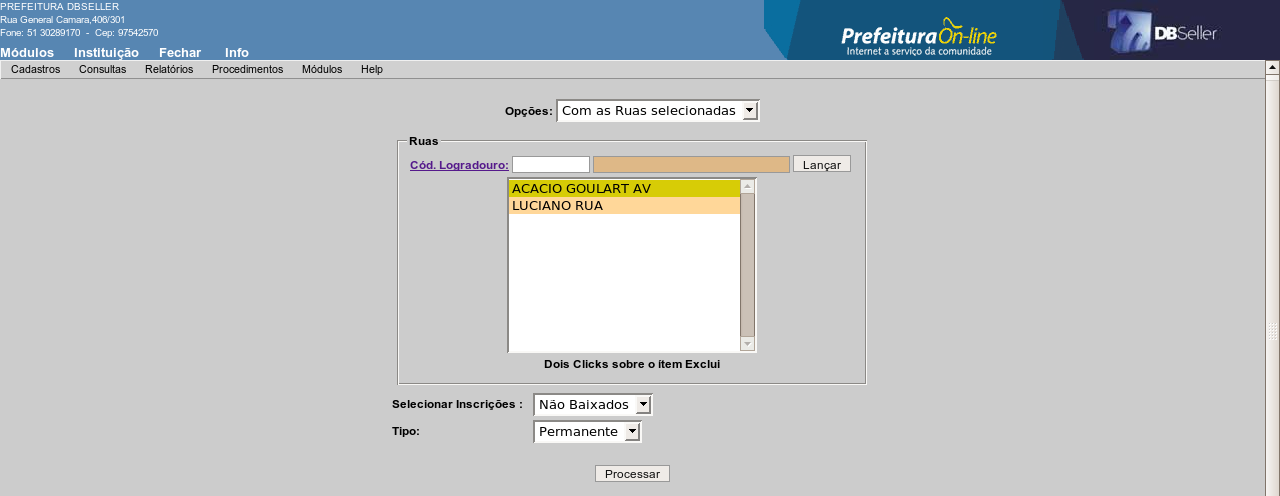 PREFEITURA DBSELLER
Rua General Camara,406/301
Fone: 51 30289170 - Cep: 97542570
Módulos Instituição Fechar Info
Prefeitura On-line
Internet a serviço da comunidade
DBSeller
Cadastros Consultas Relatórios Procedimentos Módulos Help
Opções: Com as Ruas selecionadas
Ruas
Cód. Logradouro: Lançar
ACACIO GOULART AV
LUCIANO RUA
Dois Clicks sobre o ítem Exclui
Selecionar Inscrições : Não Baixados
Tipo: Permanente
Processar